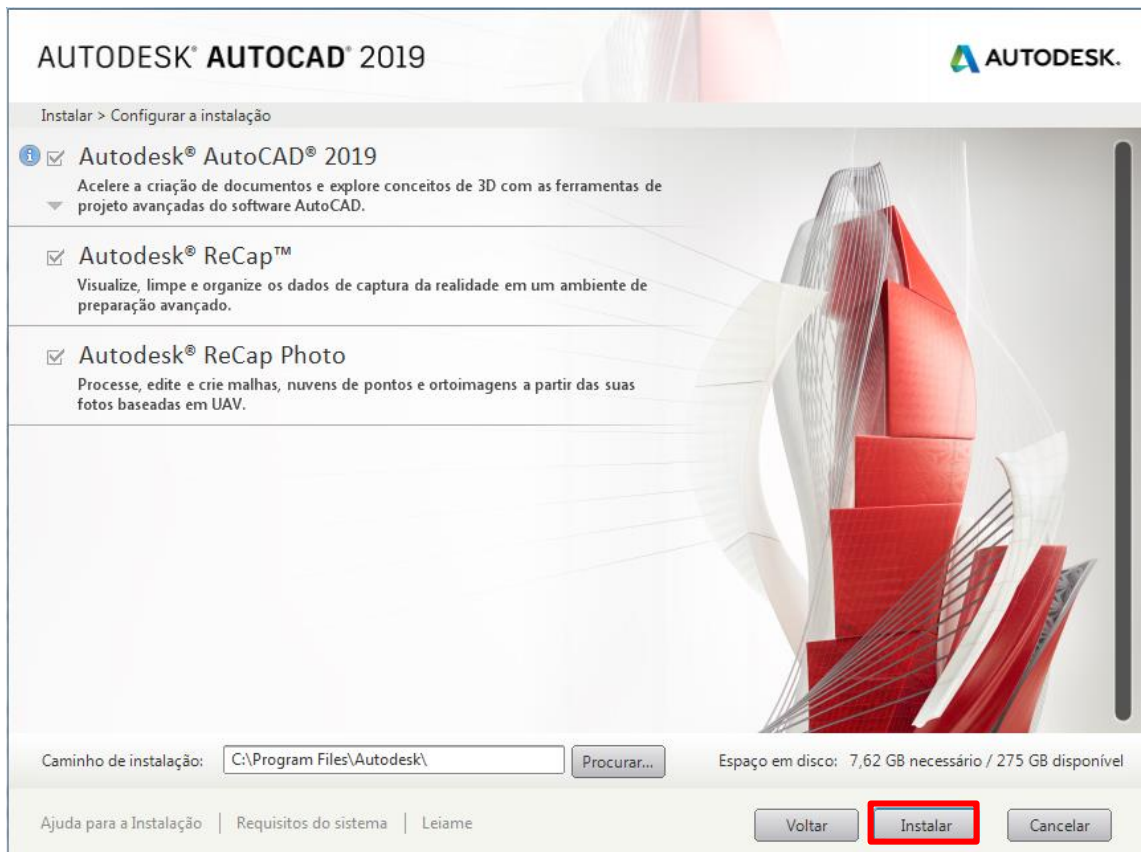 AUTODESK® AUTOCAD® 2019
AUTODESK.
Instalar > Configurar a instalação
Autodesk® AutoCAD® 2019
Acelere a criação de documentos e explore conceitos de 3D com as ferramentas de
projeto avançadas do software AutoCAD.
Autodesk® ReCap™
Visualize, limpe e organize os dados de captura da realidade em um ambiente de
preparação avançado.
Autodesk® ReCap Photo
Processe, edite e crie malhas, nuvens de pontos e ortoimagens a partir das suas
fotos baseadas em UAV.
Caminho de instalação: C:\Program Files\Autodesk\ Procurar... Espaço em disco: 7,62 GB necessário / 275 GB disponível
Ajuda para a Instalação | Requisitos do sistema | Leiame Voltar Instalar Cancelar